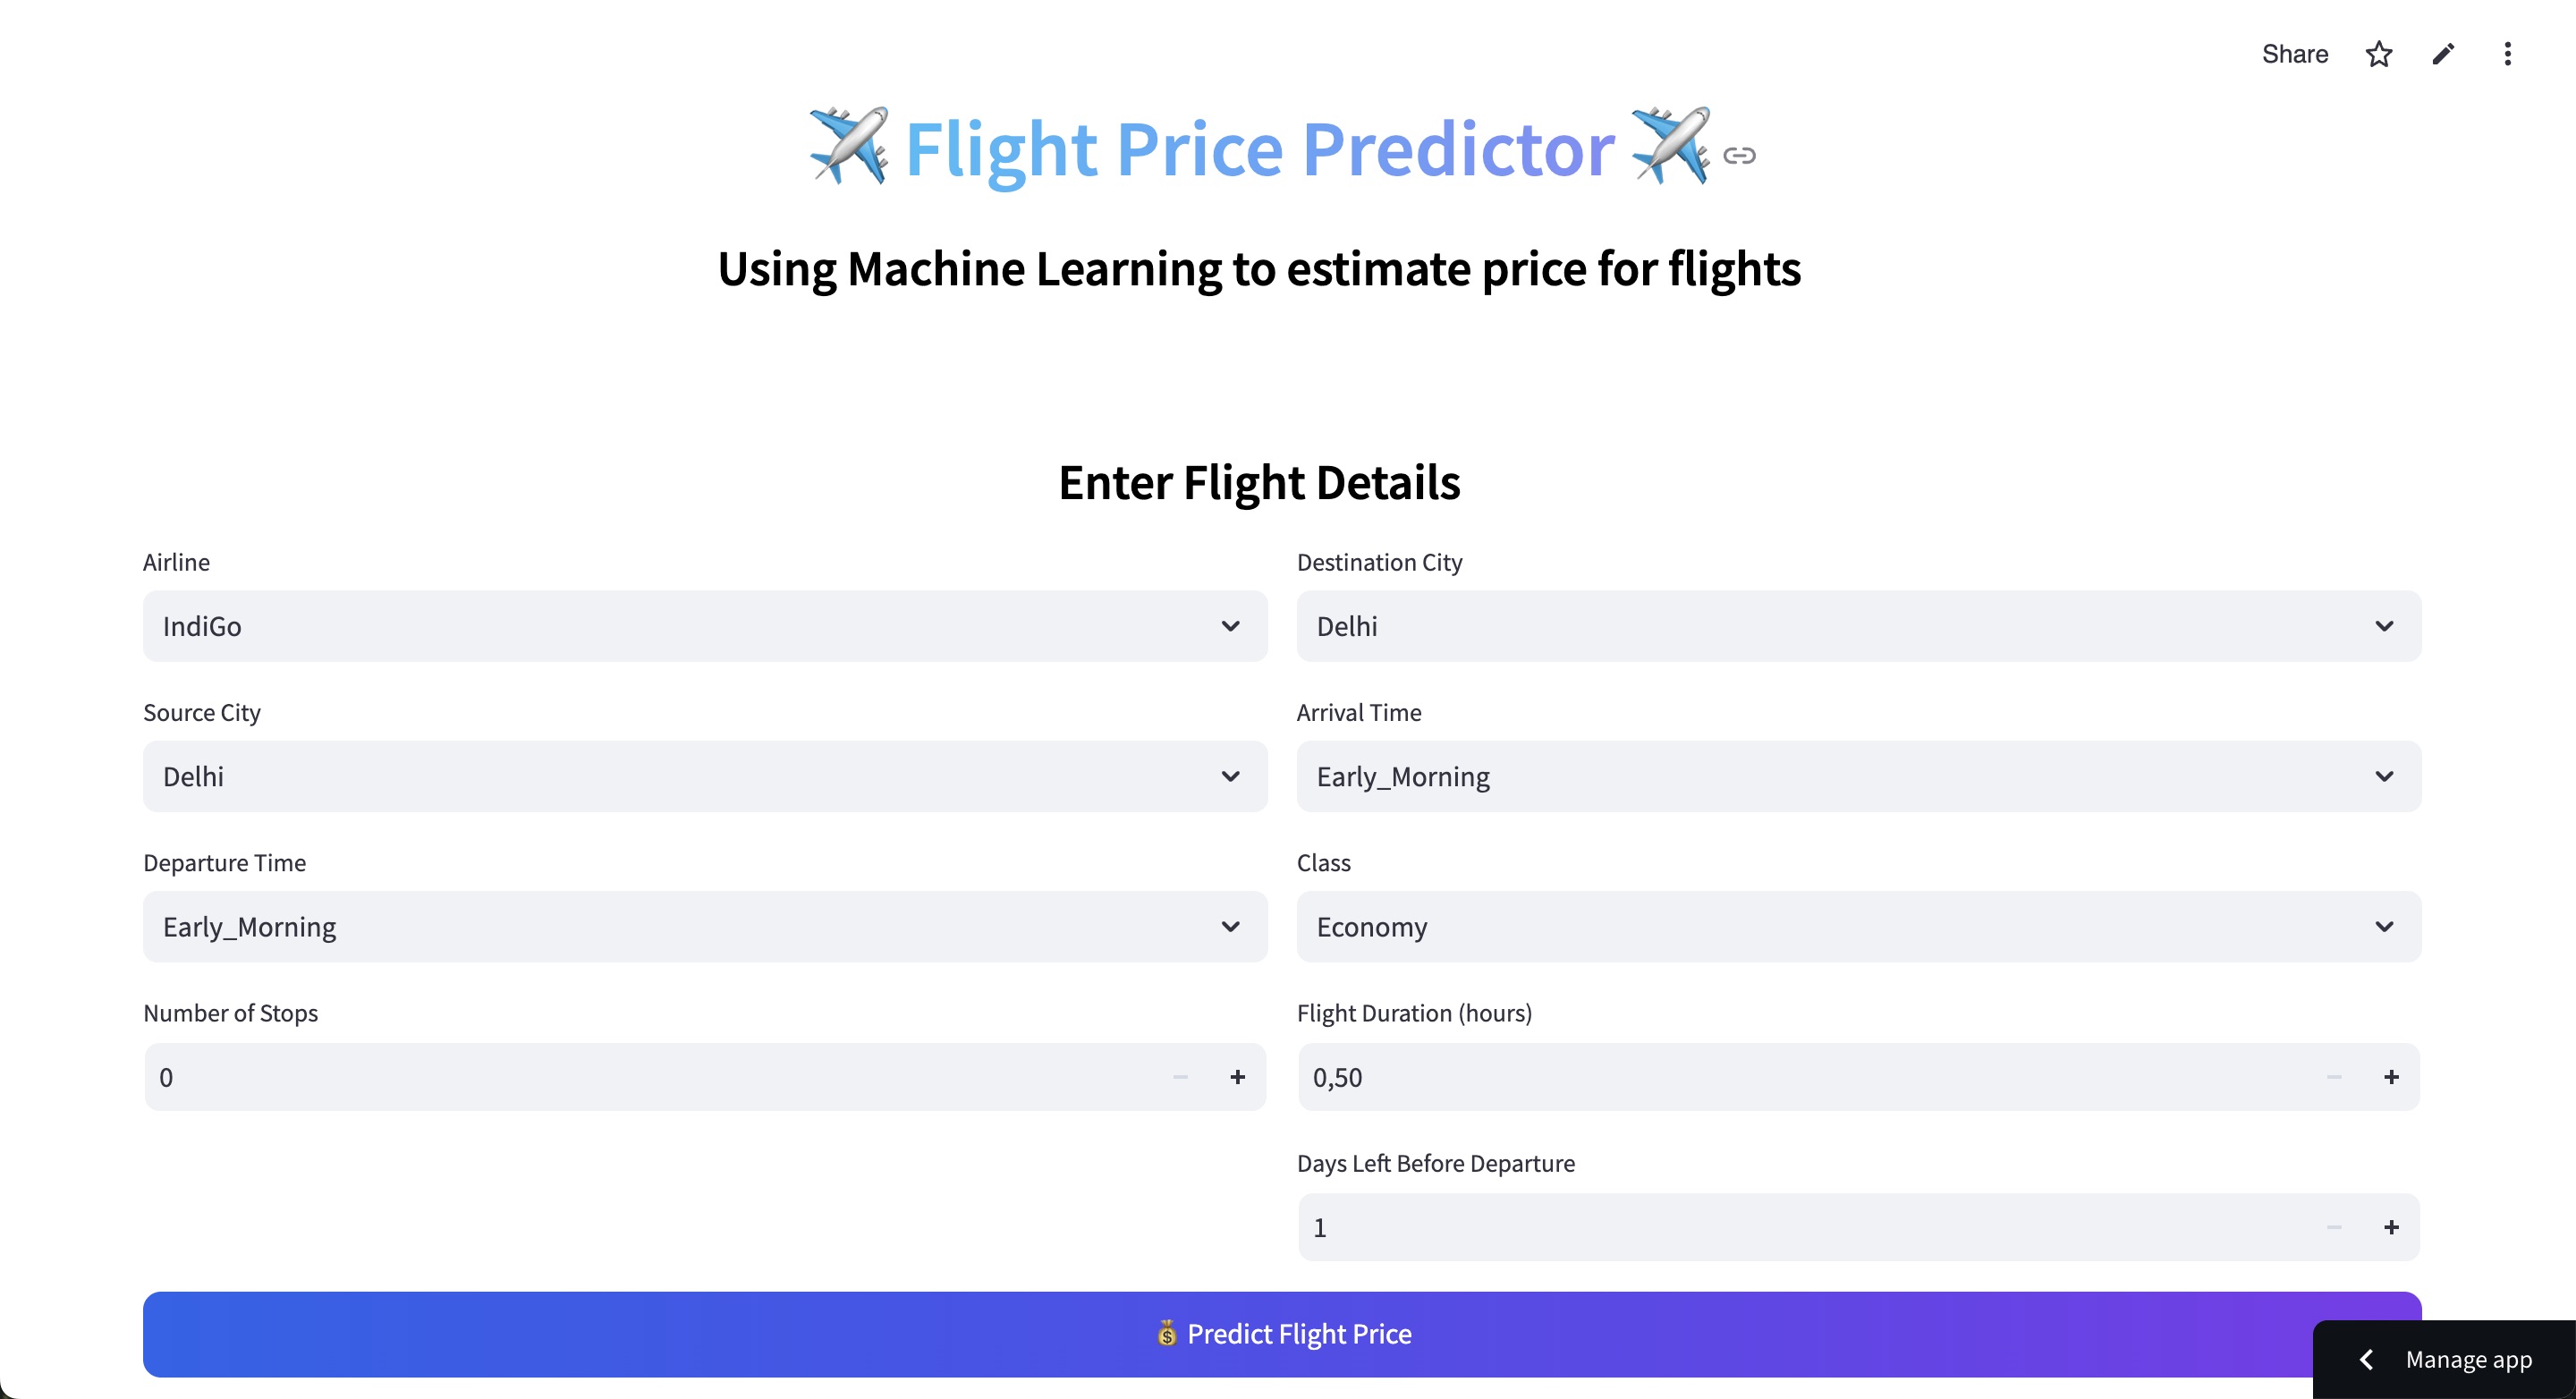 Share
Flight Price Predictor
Using Machine Learning to estimate price for flights
Enter Flight Details
Airline
IndiGo
Destination City
Delhi
Source City
Delhi
Arrival Time
Early_Morning
Departure Time
Early_Morning
Class
Economy
Number of Stops
0
Flight Duration (hours)
0,50
Days Left Before Departure
1
Predict Flight Price
Manage app